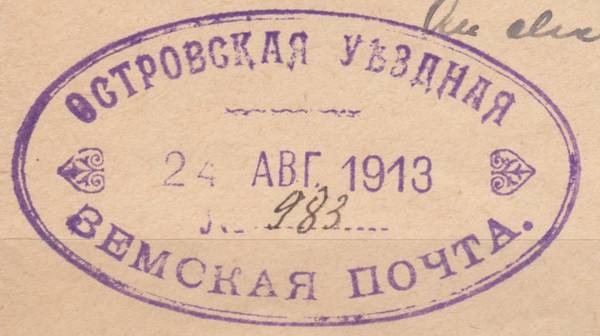 ОСТРОВСКАЯ УѢЗДНАЯ
24 АВГ. 1913
№ 983
ЗЕМСКАЯ ПОЧТА.